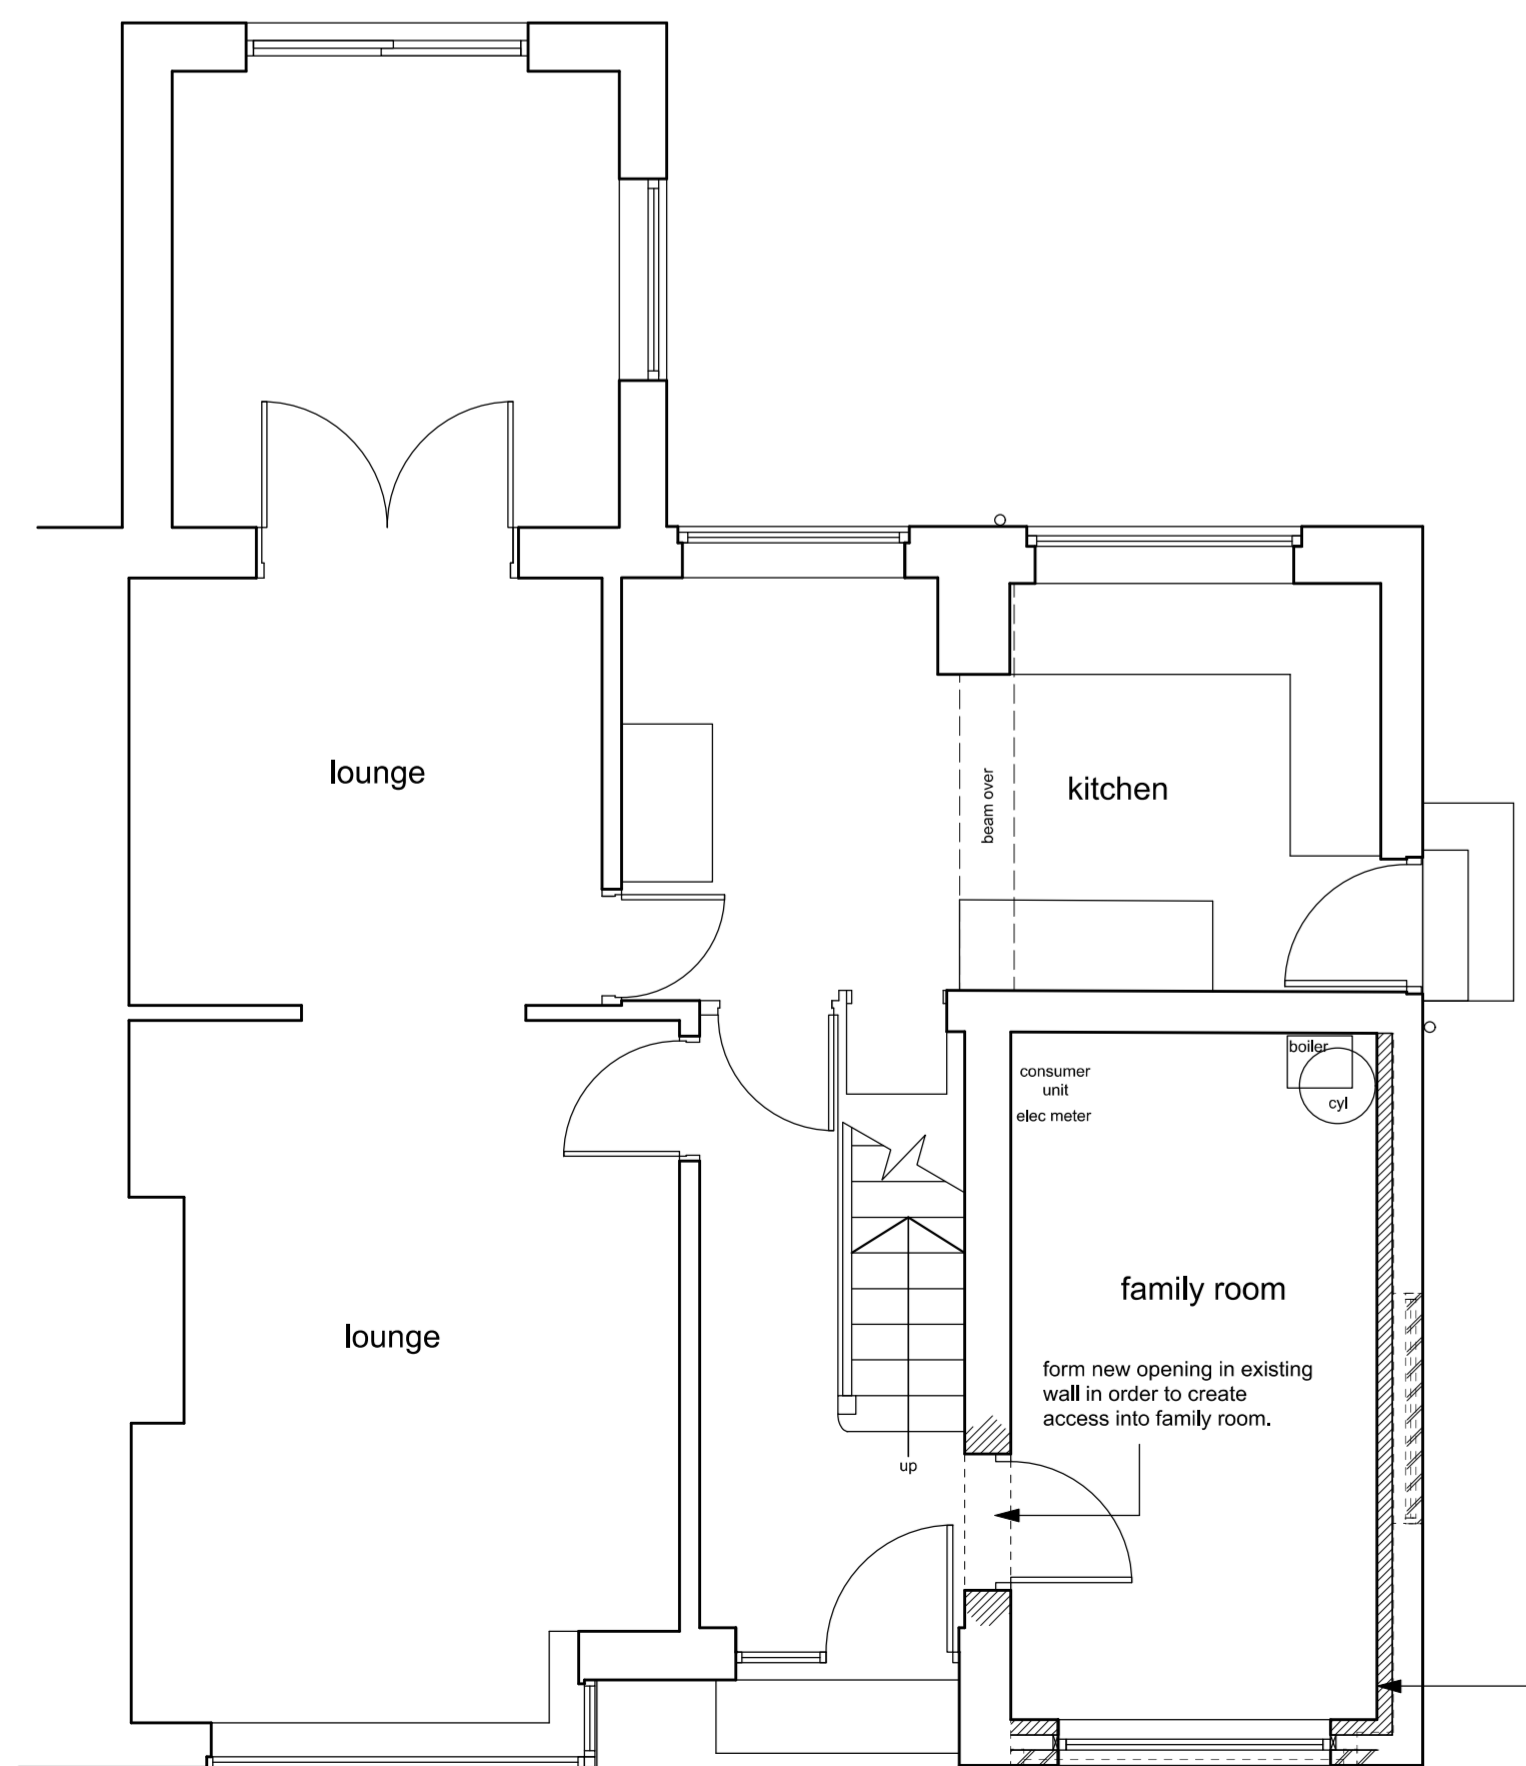 lounge
beam over
kitchen
boiler
consumer
unit
cyl
elec meter
family room
lounge
form new opening in existing
wall in order to create
access into family room.
up